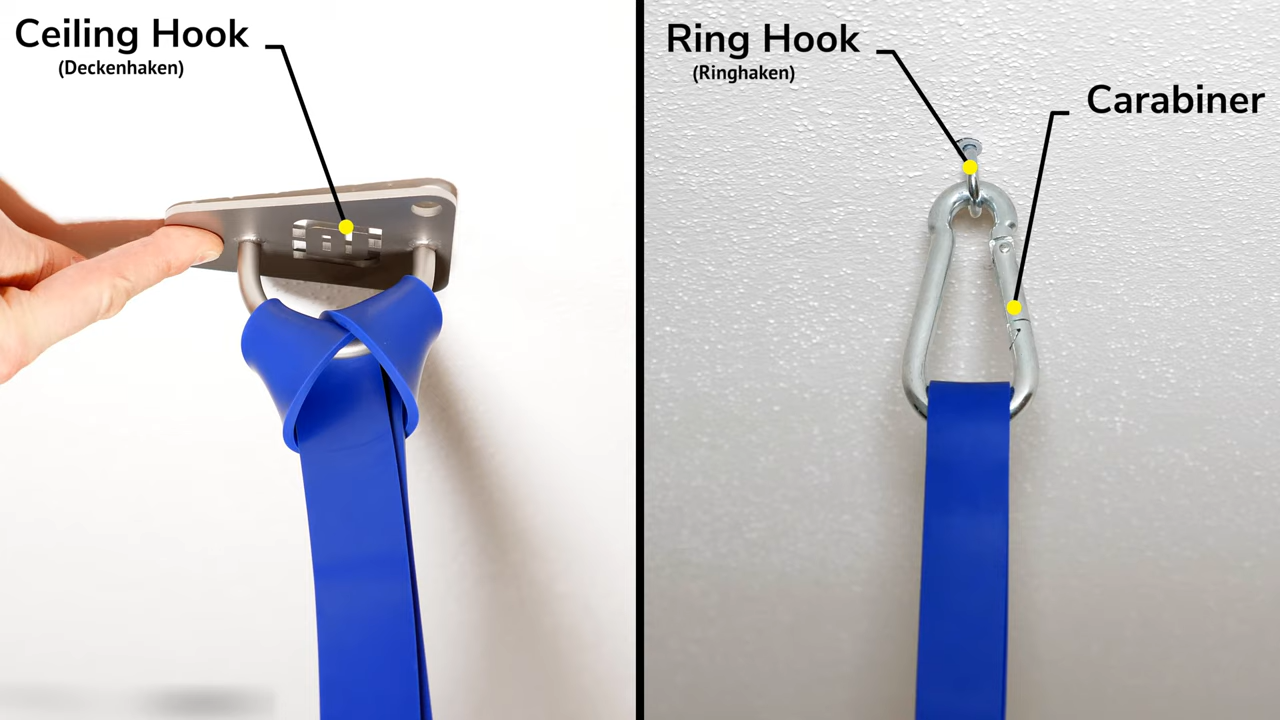 Ceiling Hook
(Deckenhaken)
Ring Hook
(Ringhaken)
Carabiner